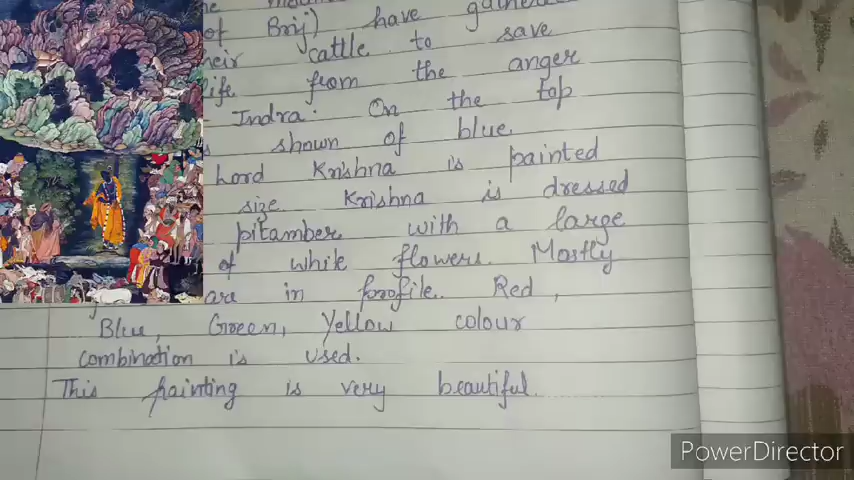 of Brij) have
cattle to save
life from the anger
Indra. On the top
shown of blue.
Lord Krishna is painted
size. Krishna is dressed
pitamber with a large
of white flowers. Mostly
are in profile. Red,
Blue, Green, Yellow colour
combination is used.
This painting is very beautiful.
PowerDirector